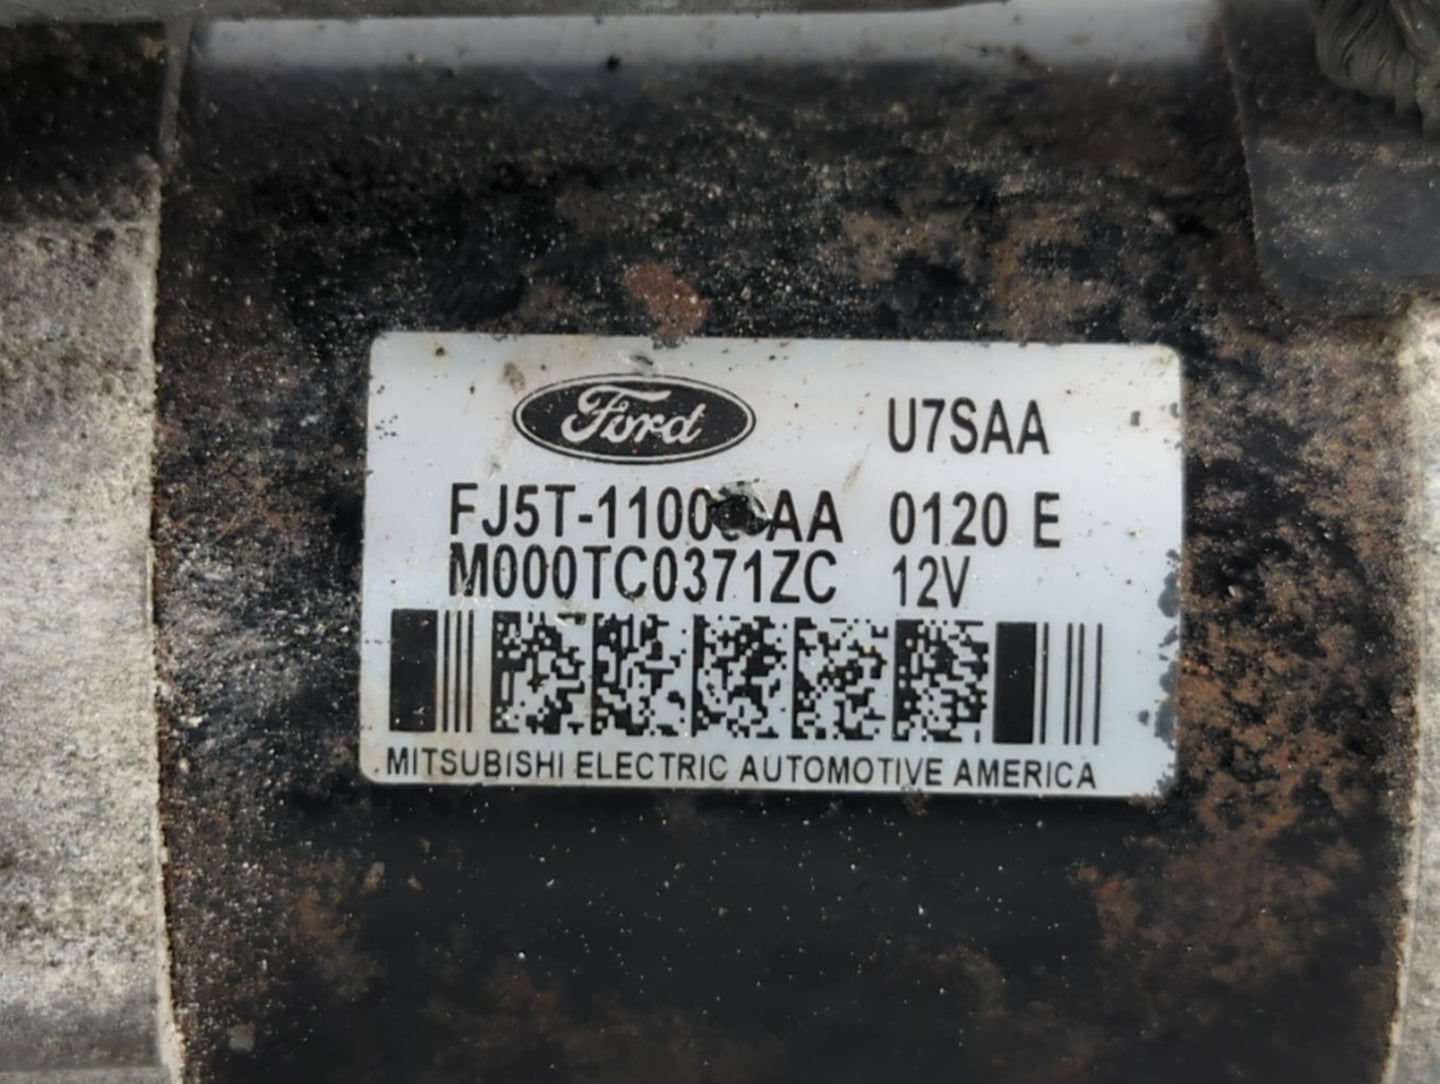 Ford U7SAA
0120 E
M000TC0371ZC 12V
MITSUBISHI ELECTRIC AUTOMOTIVE AMERICA